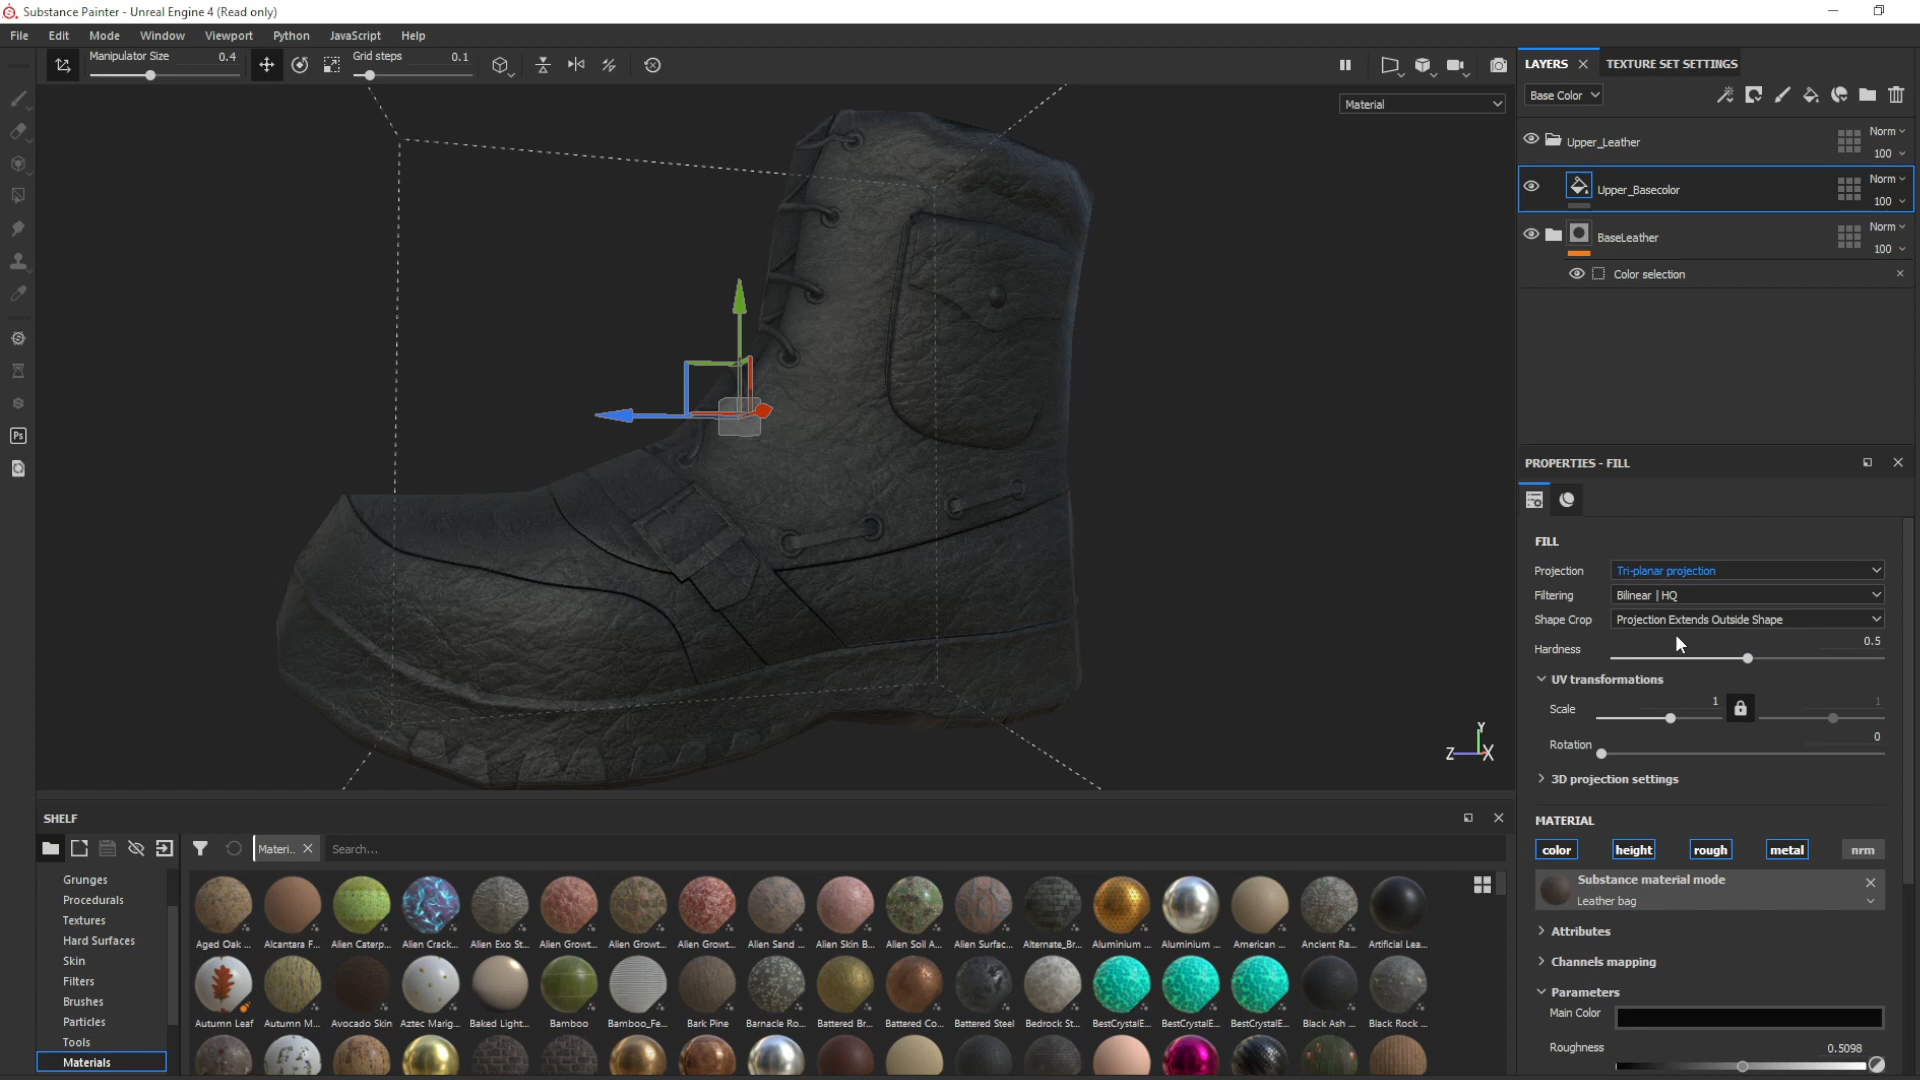 Substance Painter - Unreal Engine 4 (Read only)
File Edit Mode Window Viewport Python JavaScript Help
Manipulator Size 0.4 Grid steps 0.1
LAYERS TEXTURE SET SETTINGS
Base Color
Material
Upper_Leather Norm 100
Upper_Basecolor Norm 100
BaseLeather Norm 100
Color selection
PROPERTIES - FILL
FILL
Projection Tri-planar projection
Filtering Bilinear | HQ
Shape Crop Projection Extends Outside Shape
Hardness 0.5
UV transformations
Scale 1 1
Rotation 0
3D projection settings
MATERIAL
color height rough metal nrm
Substance material mode
Leather bag
Attributes
Channels mapping
Parameters
Main Color
Roughness 0.5098
Ps
Y
Z X
SHELF
Materi... Search...
Grunges
Procedurals
Textures
Hard Surfaces
Skin
Filters
Brushes
Particles
Tools
Materials
Aged Oak ... Alcantara F... Alien Caterp... Alien Crack... Alien Exo St... Alien Growt... Alien Growt... Alien Growt... Alien Sand ... Alien Skin B... Alien Soil A... Alien Surfac... Alternate_Br... Aluminium ... Aluminium ... American ... Ancient Ra... Artificial Lea...
Autumn Leaf Autumn M... Avocado Skin Aztec Marig... Baked Light... Bamboo Bamboo_Fe... Bark Pine Barnacle Ro... Battered Br... Battered Co... Battered Steel Bedrock St... BestCrystalE... BestCrystalE... BestCrystalE... Black Ash ... Black Rock ...